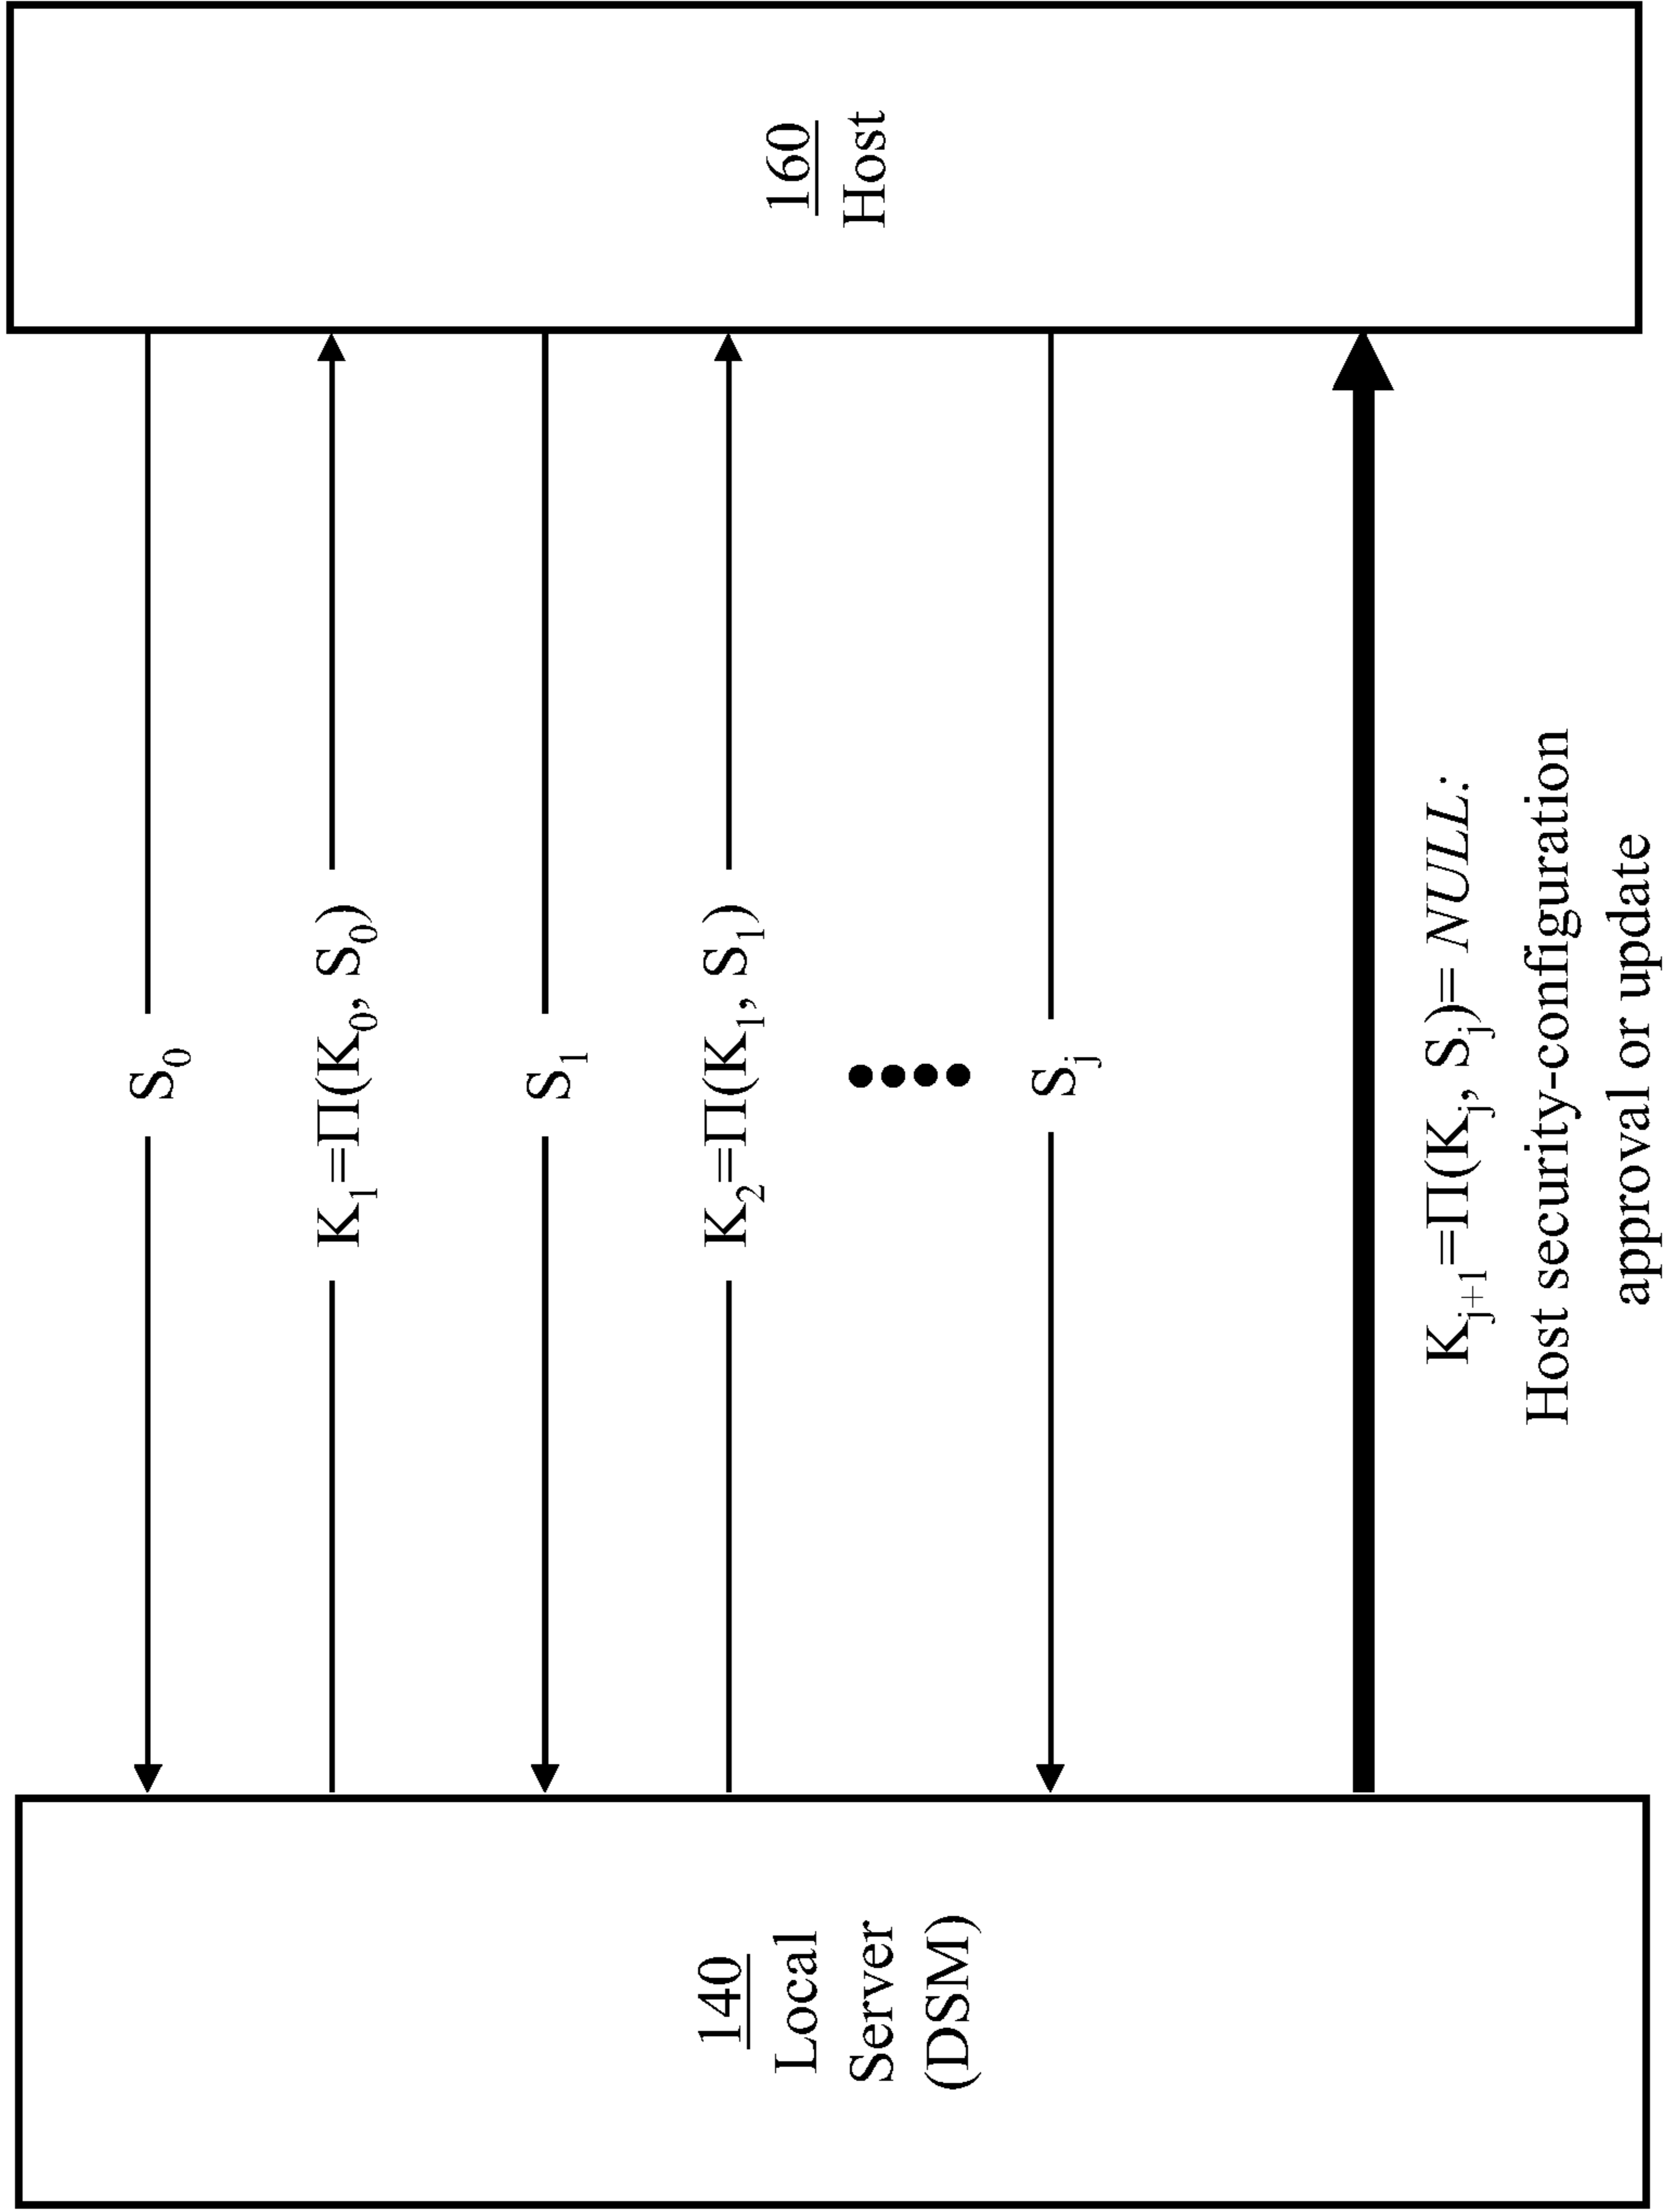 140
Local
Server
(DSM)
S₀
K₁=Π(K₀, S₀)
S₁
K₂=Π(K₁, S₁)
Sⱼ
Kⱼ₊₁=Π(Kⱼ, Sⱼ)= NULL:
Host security-configuration
approval or update
160
Host